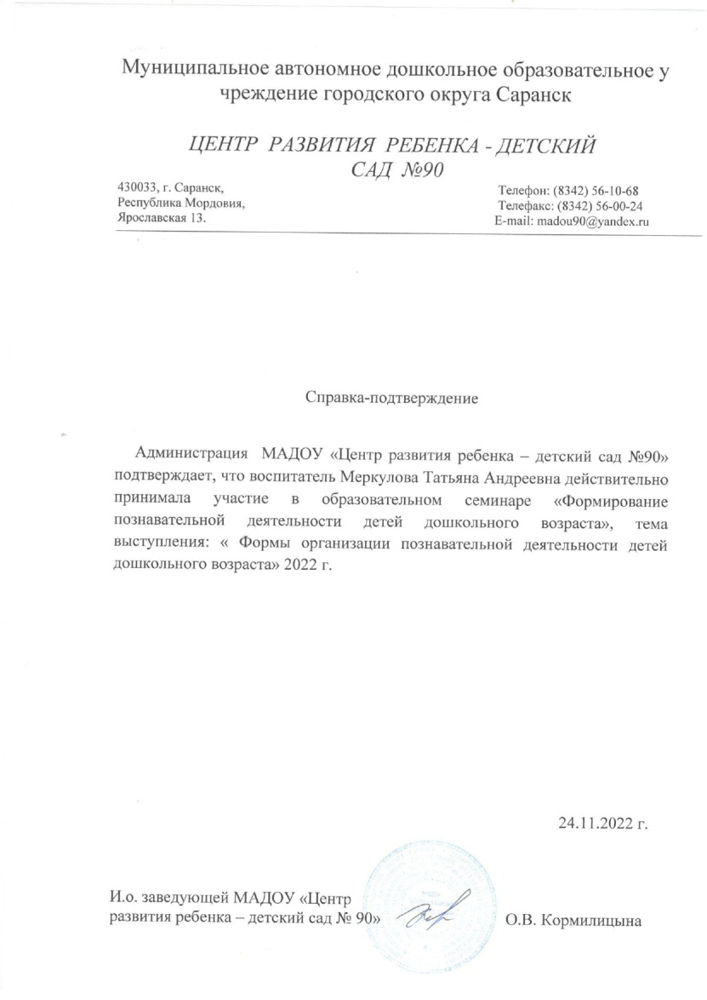 Муниципальное автономное дошкольное образовательное у
чреждение городского округа Саранск
ЦЕНТР РАЗВИТИЯ РЕБЕНКА - ДЕТСКИЙ
САД №90
430033, г. Саранск,
Республика Мордовия,
Ярославская 13.
Телефон: (8342) 56-10-68
Телефакс: (8342) 56-00-24
E-mail: madou90@yandex.ru
Справка-подтверждение
Администрация МАДОУ «Центр развития ребенка – детский сад №90»
подтверждает, что воспитатель Меркулова Татьяна Андреевна действительно
принимала участие в образовательном семинаре «Формирование
познавательной деятельности детей дошкольного возраста», тема
выступления: « Формы организации познавательной деятельности детей
дошкольного возраста» 2022 г.
24.11.2022 г.
И.о. заведующей МАДОУ «Центр
развития ребенка – детский сад № 90»
О.В. Кормилицына